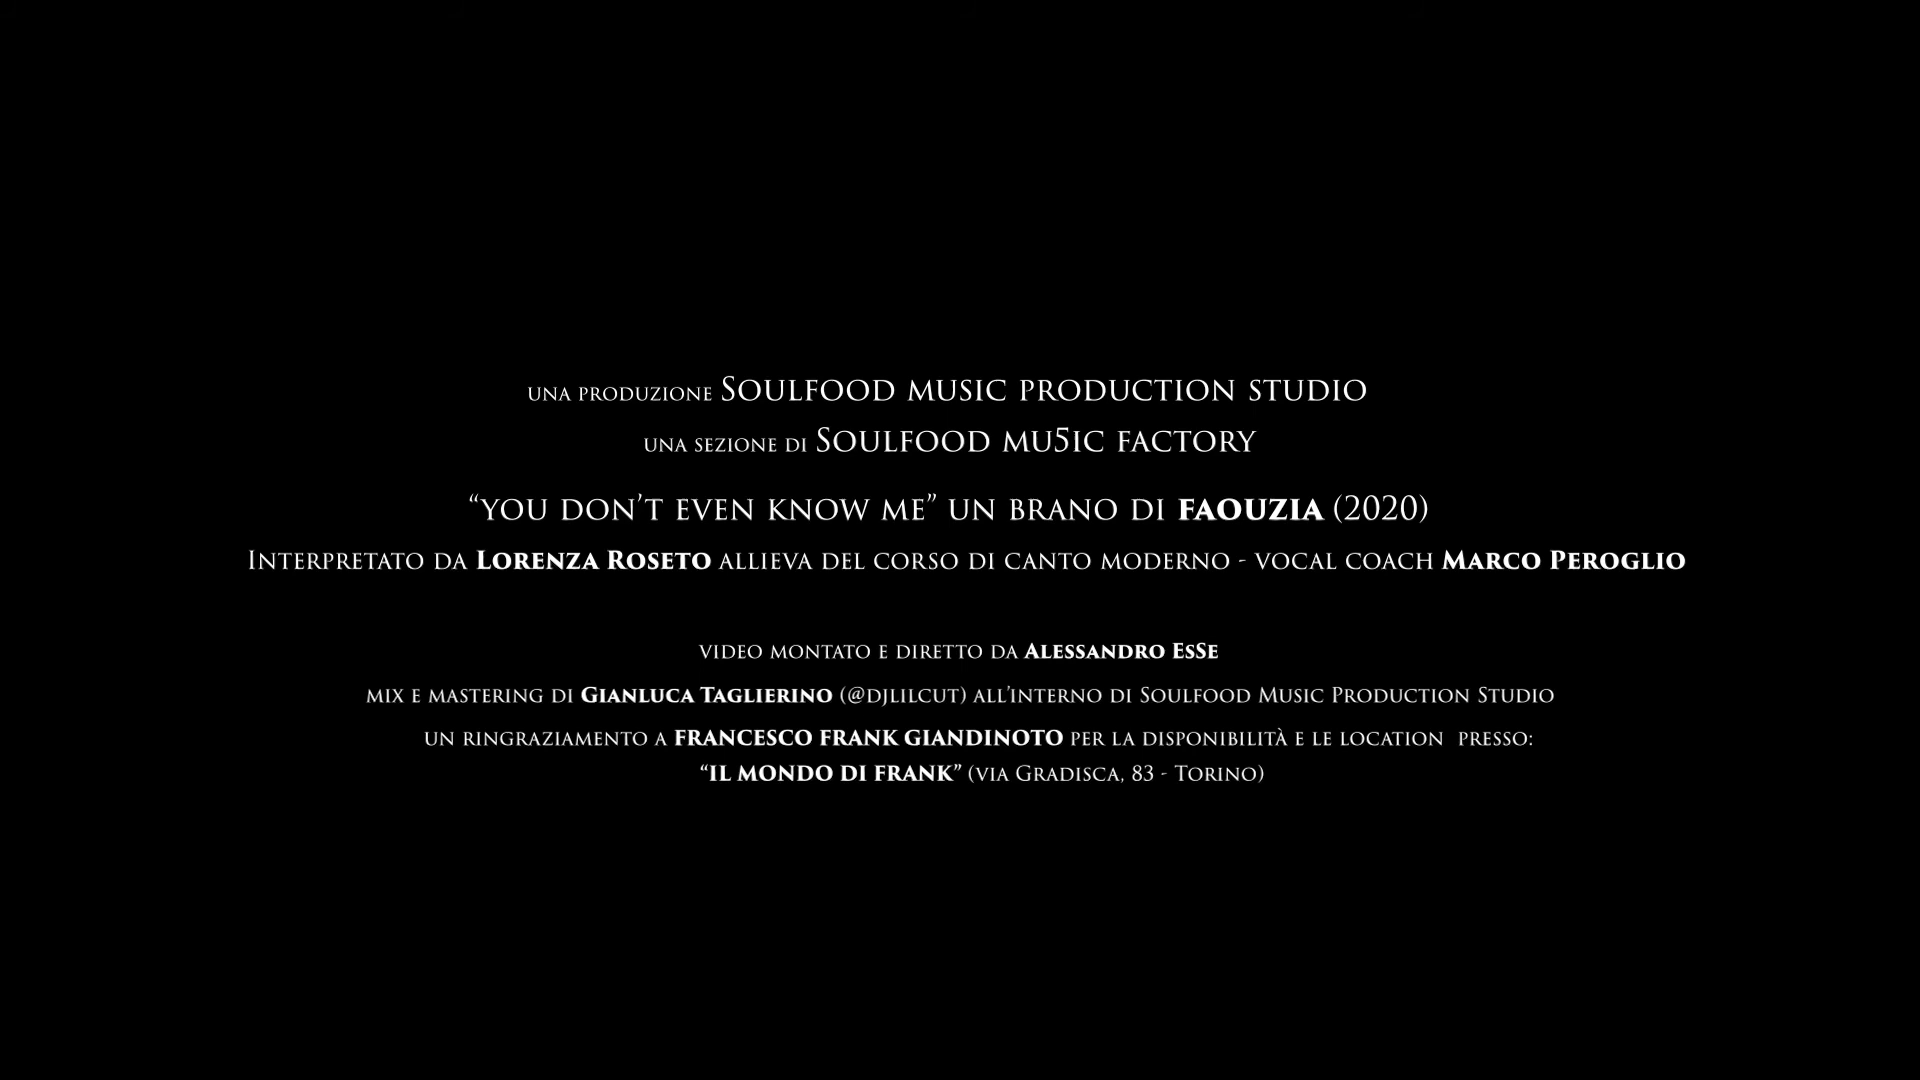 una produzione Soulfood music production studio
una sezione di Soulfood mu5ic factory
“you don’t even know me” un brano di faouzia (2020)
Interpretato da Lorenza Roseto allieva del corso di canto moderno - vocal coach Marco Peroglio
video montato e diretto da Alessandro EsSe
mix e mastering di Gianluca Taglierino (@djlilcut) all’interno di Soulfood Music Production Studio
un ringraziamento a francesco frank giandinoto per la disponibilità e le location presso:
“il mondo di frank” (via Gradisca, 83 - Torino)